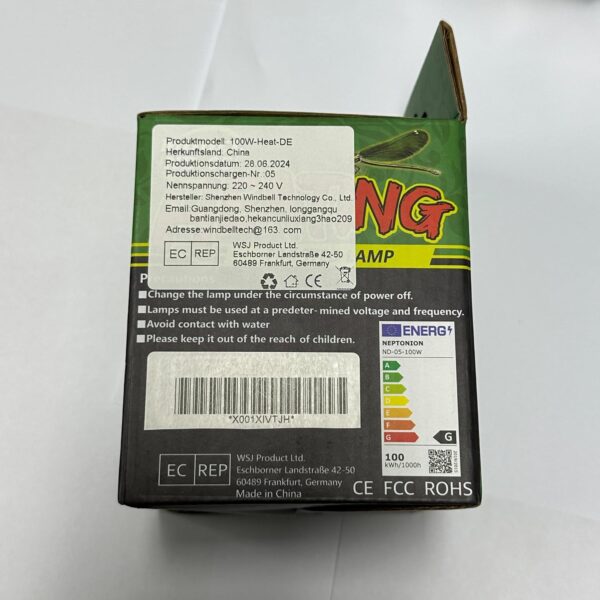 Produktmodell: 100W-Heat-DE
Herkunftsland: China
Produktionsdatum: 28.06.2024
Produktionschargen-Nr.: 05
Nennspannung: 220 ~ 240 V
Hersteller: Shenzhen Windbell Technology Co., Ltd.
Email:Guangdong, Shenzhen, longgangqu
bantianjiedao,hekancunliuxiang3hao209
Adresse:windbelltech@163. com
EC REP
WSJ Product Ltd.
Eschborner Landstraße 42-50
60489 Frankfurt, Germany
CE
NG
AMP
Precautions
Change the lamp under the circumstance of power off.
Lamps must be used at a predeter- mined voltage and frequency.
Avoid contact with water
Please keep it out of the reach of children.
*X001XIVTJH*
ENERG
NEPTONION
ND-05-100W
A
B
C
D
E
F
G
G
100
kWh/1000h
2019/2015
EC REP
WSJ Product Ltd.
Eschborner Landstraße 42-50
60489 Frankfurt, Germany
Made in China
CE FCC ROHS